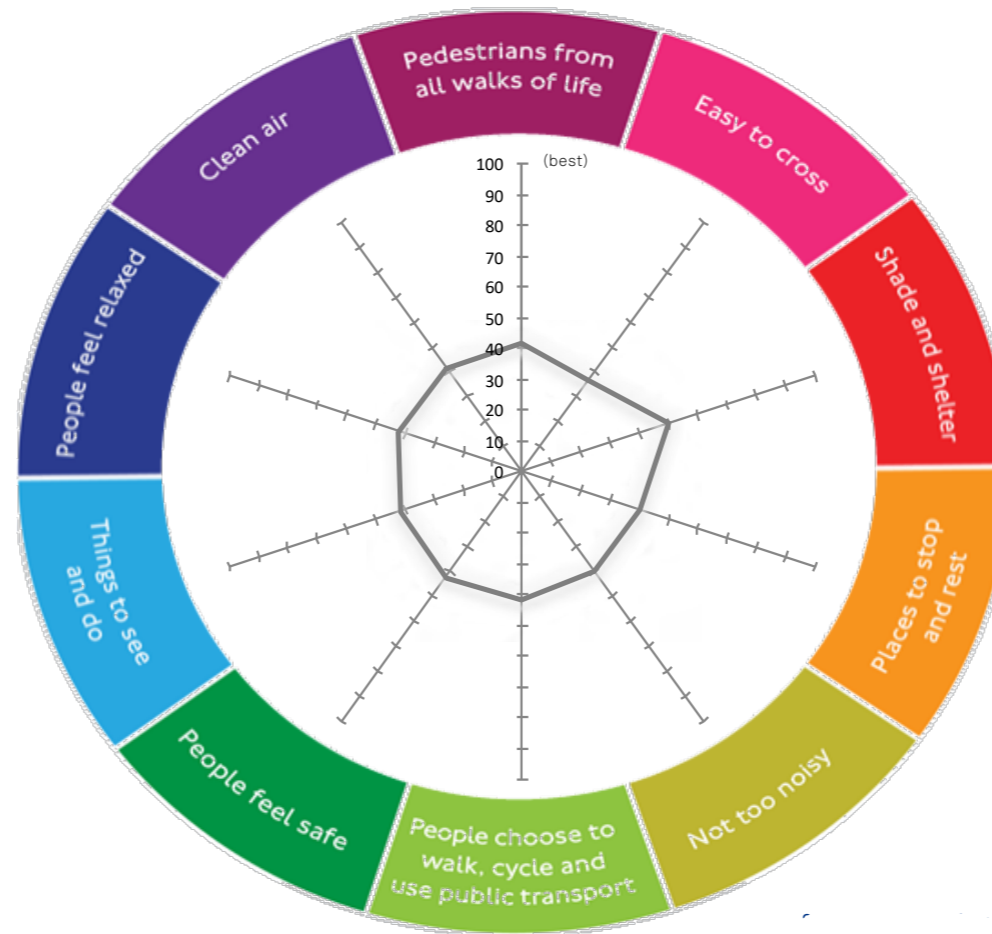 Pedestrians from
all walks of life
Easy to cross
Shade and shelter
Places to stop
and rest
Not too noisy
People choose to
walk, cycle and
use public transport
People feel safe
Things to see
and do
People feel relaxed
Clean air
100 (best)
90
80
70
60
50
40
30
20
10
0